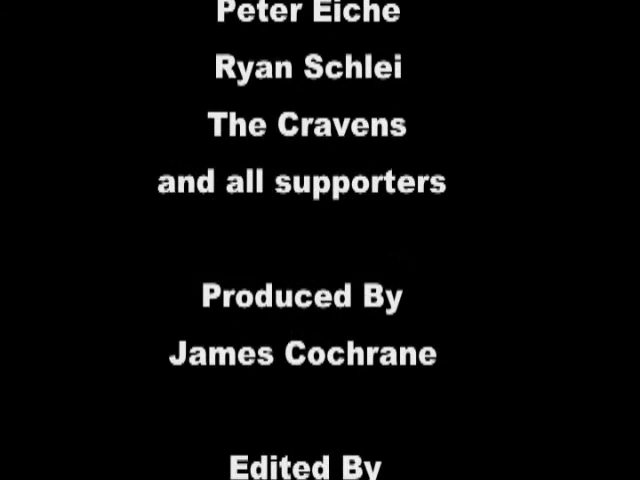 Peter Eiche
Ryan Schlei
The Cravens
and all supporters
Produced By
James Cochrane
Edited By